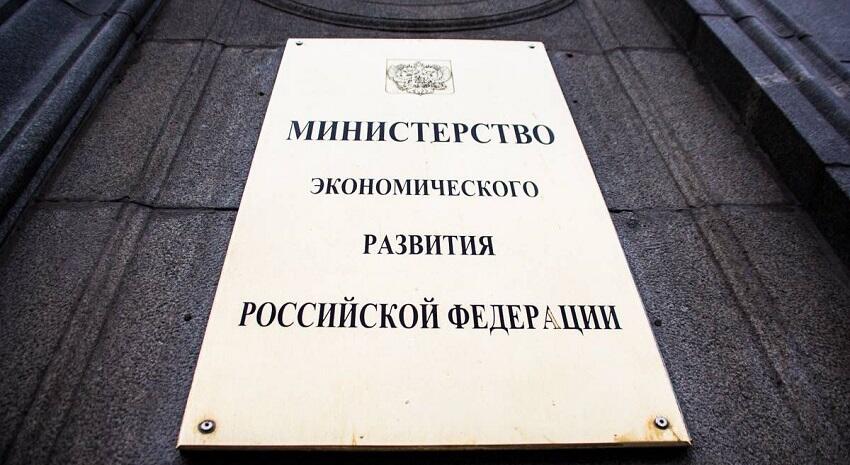 МИНИСТЕРСТВО
ЭКОНОМИЧЕСКОГО
РАЗВИТИЯ
РОССИЙСКОЙ ФЕДЕРАЦИИ